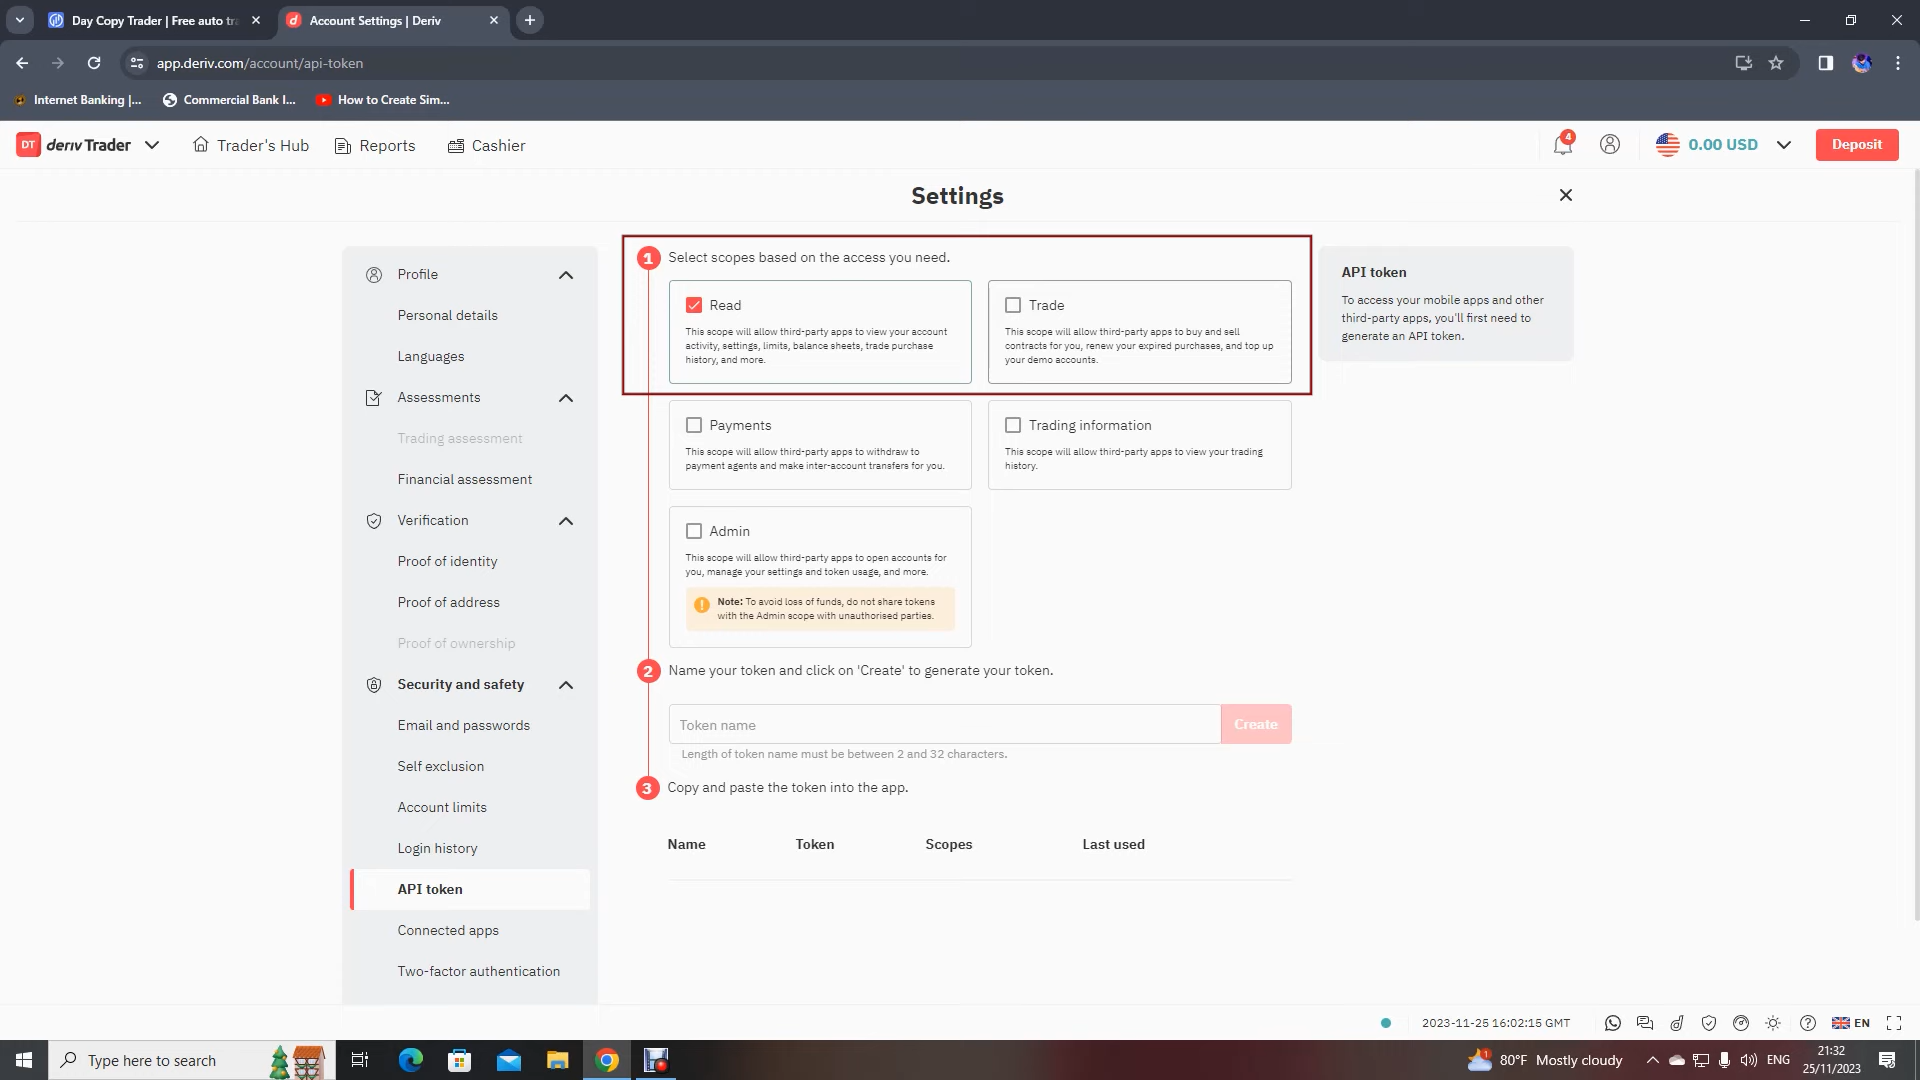 Day Copy Trader | Free auto tra
Account Settings | Deriv
app.deriv.com/account/api-token
Internet Banking |...
Commercial Bank I...
How to Create Sim...
DT
deriv Trader
Trader's Hub
Reports
Cashier
4
0.00 USD
Deposit
Settings
Profile
Personal details
Languages
Assessments
Trading assessment
Financial assessment
Verification
Proof of identity
Proof of address
Proof of ownership
Security and safety
Email and passwords
Self exclusion
Account limits
Login history
API token
Connected apps
Two-factor authentication
1
Select scopes based on the access you need.
Read
This scope will allow third-party apps to view your account
activity, settings, limits, balance sheets, trade purchase
history, and more.
Trade
This scope will allow third-party apps to buy and sell
contracts for you, renew your expired purchases, and top up
your demo accounts.
Payments
This scope will allow third-party apps to withdraw to
payment agents and make inter-account transfers for you.
Trading information
This scope will allow third-party apps to view your trading
history.
Admin
This scope will allow third-party apps to open accounts for
you, manage your settings and token usage, and more.
Note: To avoid loss of funds, do not share tokens
with the Admin scope with unauthorised parties.
2
Name your token and click on 'Create' to generate your token.
Token name
Create
Length of token name must be between 2 and 32 characters.
3
Copy and paste the token into the app.
Name
Token
Scopes
Last used
API token
To access your mobile apps and other
third-party apps, you'll first need to
generate an API token.
2023-11-25 16:02:15 GMT
EN
Type here to search
1
80°F Mostly cloudy
ENG
21:32
25/11/2023